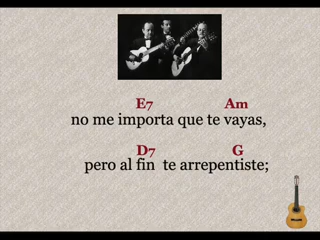 E7 Am
no me importa que te vayas,
D7 G
pero al fin te arrepentiste;